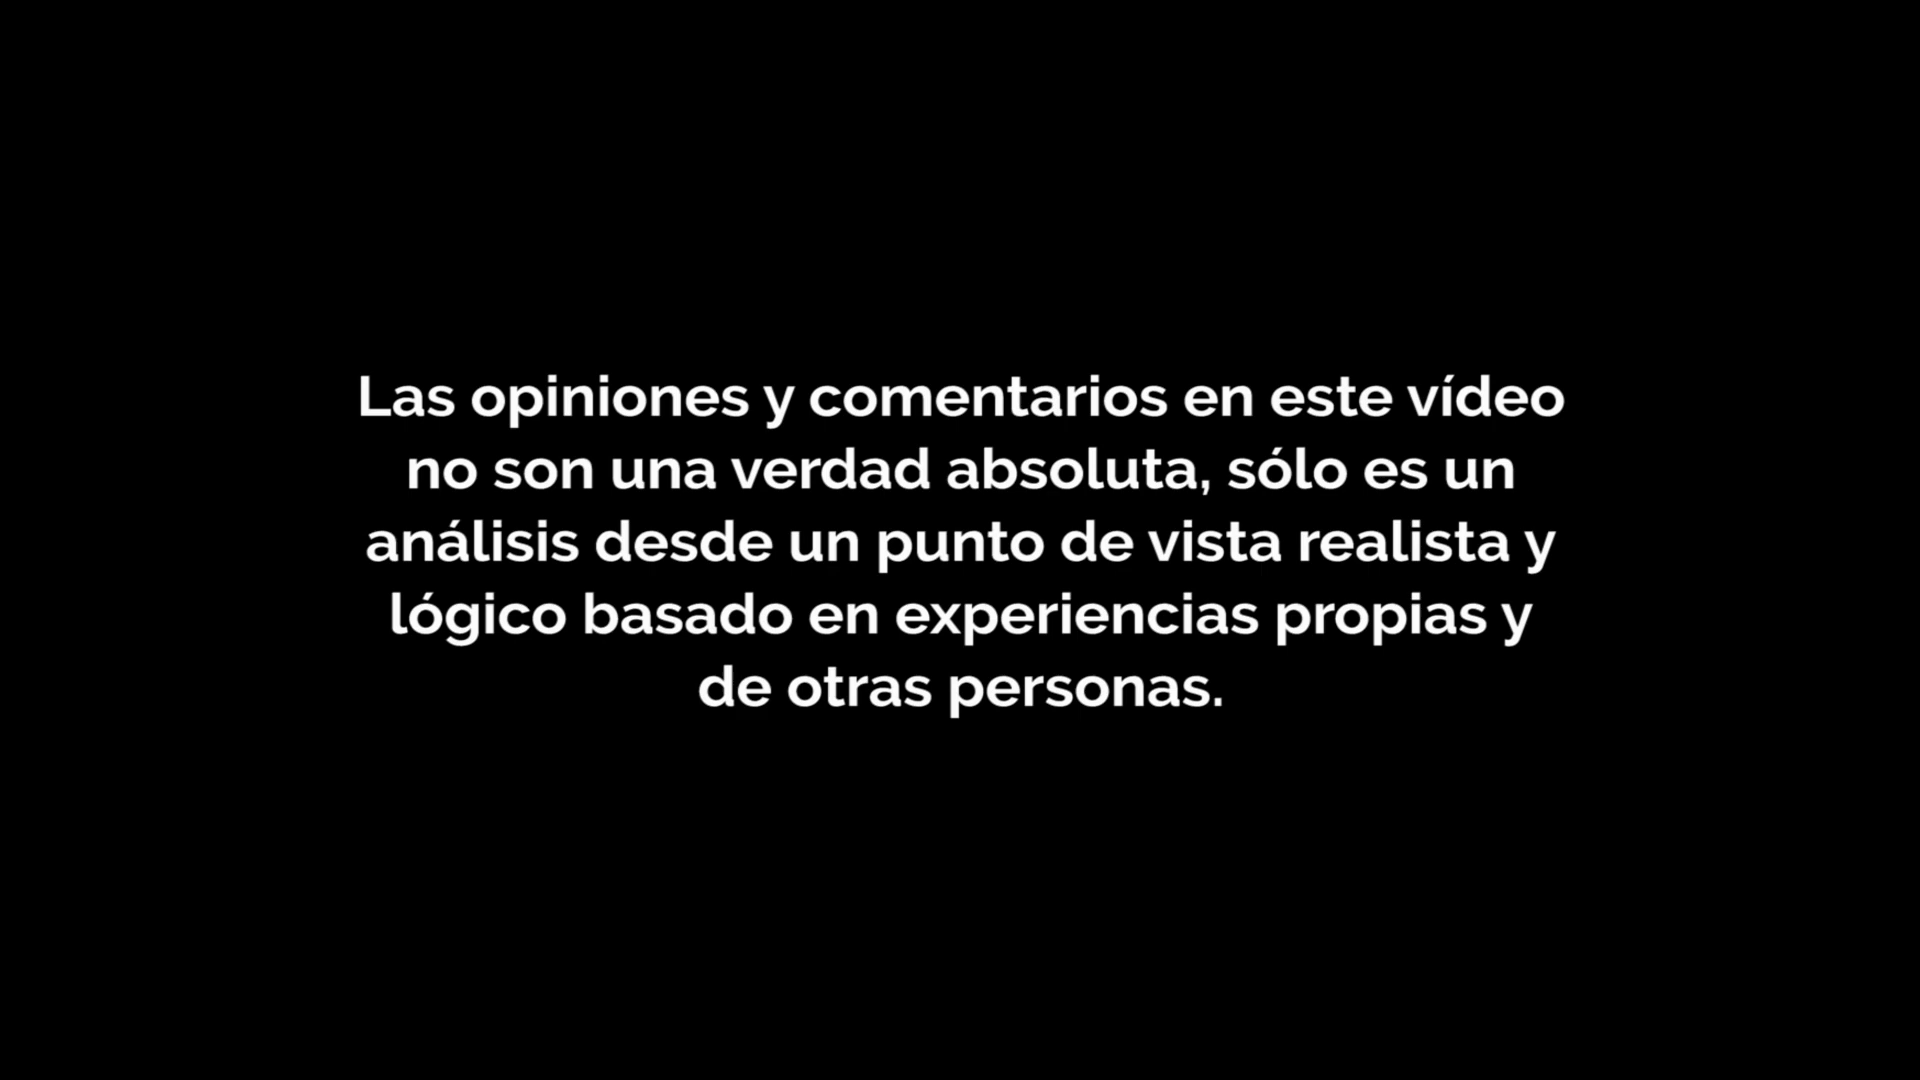 Las opiniones y comentarios en este vídeo
no son una verdad absoluta, sólo es un
análisis desde un punto de vista realista y
lógico basado en experiencias propias y
de otras personas.